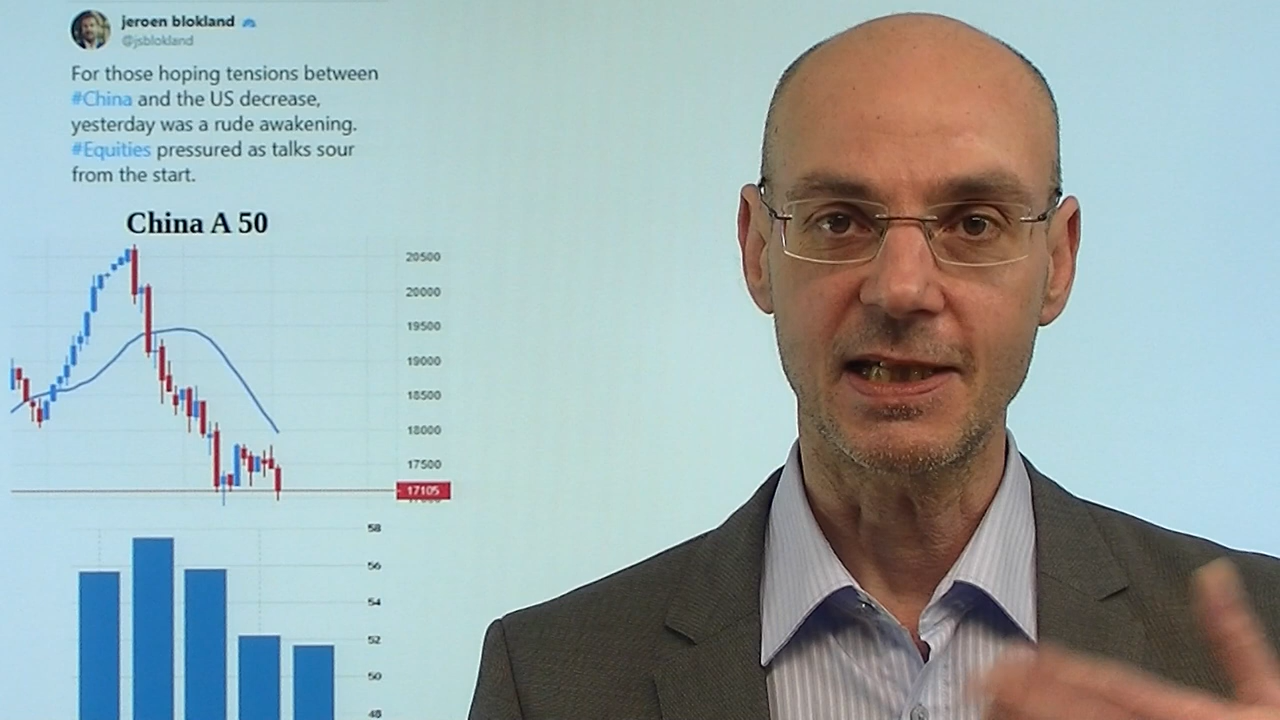 jeroen blokland
@jsblokland
For those hoping tensions between
#China and the US decrease,
yesterday was a rude awakening.
#Equities pressured as talks sour
from the start.
China A 50
20500
20000
19500
19000
18500
18000
17500
17105
58
56
54
52
50
48